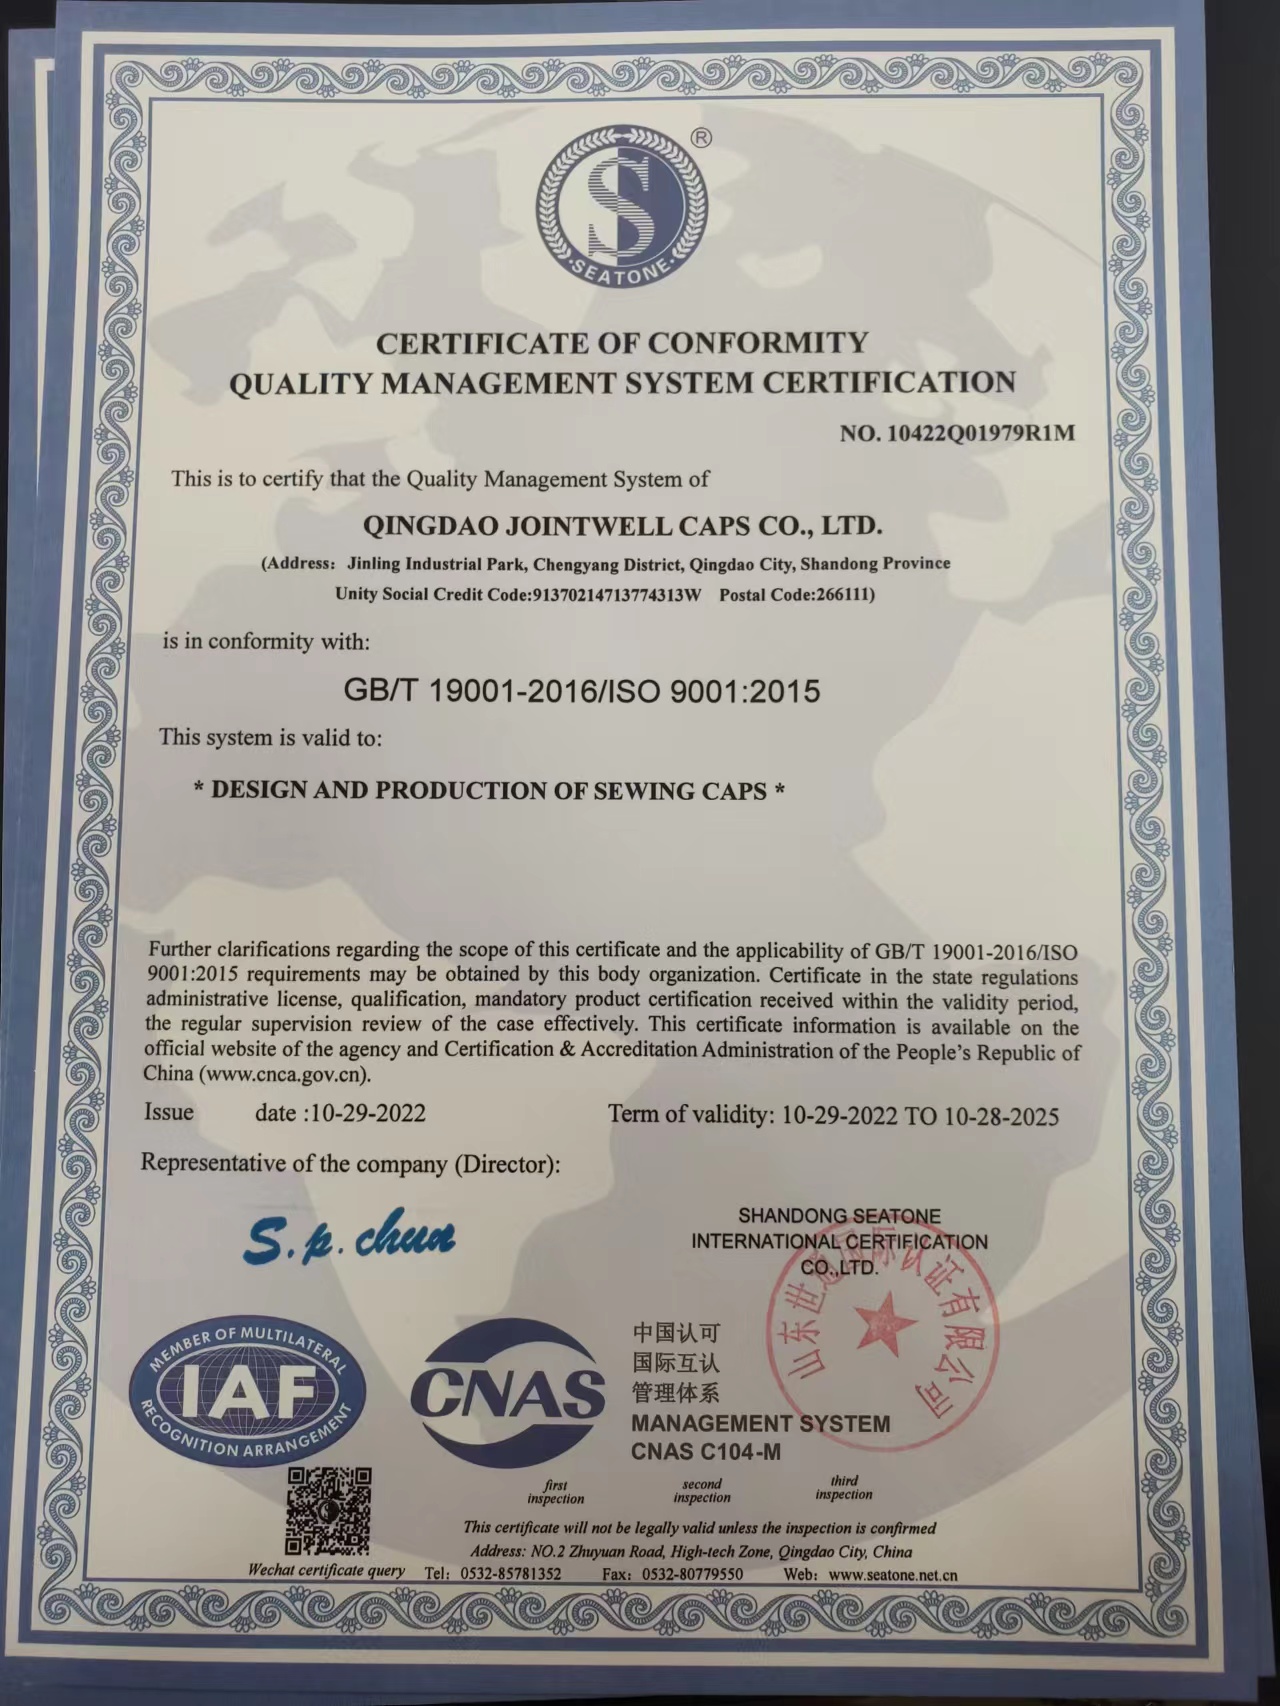 S
®
SEATONE
CERTIFICATE OF CONFORMITY
QUALITY MANAGEMENT SYSTEM CERTIFICATION
NO. 10422Q01979R1M
This is to certify that the Quality Management System of
QINGDAO JOINTWELL CAPS CO., LTD.
(Address: Jinling Industrial Park, Chengyang District, Qingdao City, Shandong Province
Unity Social Credit Code:91370214713774313W Postal Code:266111)
is in conformity with:
GB/T 19001-2016/ISO 9001:2015
This system is valid to:
* DESIGN AND PRODUCTION OF SEWING CAPS *
Further clarifications regarding the scope of this certificate and the applicability of GB/T 19001-2016/ISO
9001:2015 requirements may be obtained by this body organization. Certificate in the state regulations
administrative license, qualification, mandatory product certification received within the validity period,
the regular supervision review of the case effectively. This certificate information is available on the
official website of the agency and Certification & Accreditation Administration of the People's Republic of
China (www.cnca.gov.cn).
Issue date :10-29-2022 Term of validity: 10-29-2022 TO 10-28-2025
Representative of the company (Director):
S.p.chun
SHANDONG SEATONE
INTERNATIONAL CERTIFICATION
CO.,LTD.
山东世通国际认证有限公司
MEMBER OF MULTILATERAL
IAF
RECOGNITION ARRANGEMENT
CNAS
中国认可
国际互认
管理体系
MANAGEMENT SYSTEM
CNAS C104-M
first inspection
second inspection
third inspection
This certificate will not be legally valid unless the inspection is confirmed
Address: NO.2 Zhuyuan Road, High-tech Zone, Qingdao City, China
Wechat certificate query Tel: 0532-85781352 Fax: 0532-80779550 Web: www.seatone.net.cn